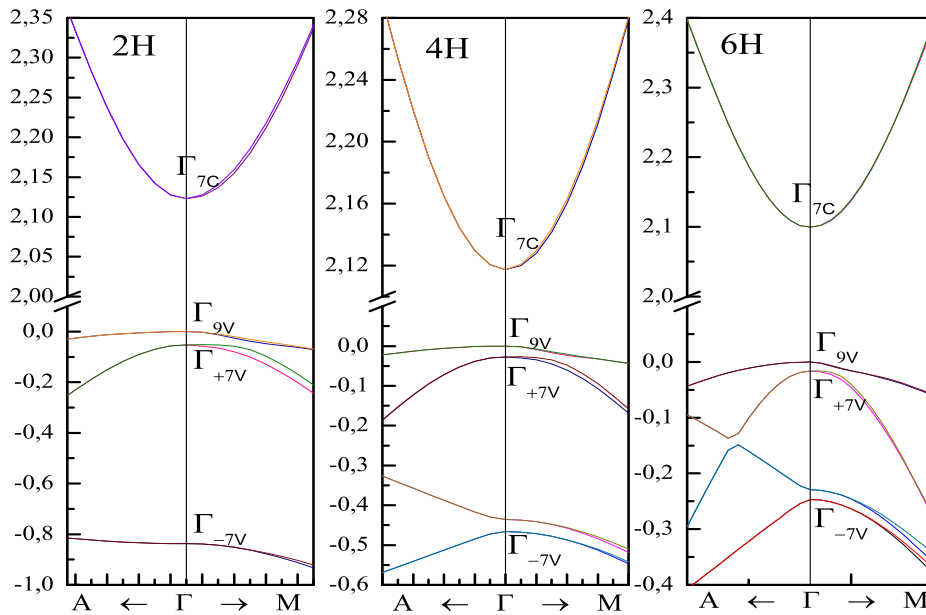 2H
2,35
2,30
2,25
2,20
2,15
2,10
2,05
2,00
0,0
-0,2
-0,4
-0,6
-0,8
-1,0
Γ7C
Γ9V
Γ+7V
Γ−7V
A ← Γ → M
4H
2,28
2,24
2,20
2,16
2,12
0,0
-0,1
-0,2
-0,3
-0,4
-0,5
-0,6
Γ7C
Γ9V
Γ+7V
Γ−7V
A ← Γ → M
6H
2,4
2,3
2,2
2,1
2,0
0,0
-0,1
-0,2
-0,3
-0,4
Γ7C
Γ9V
Γ+7V
Γ−7V
A ← Γ → M